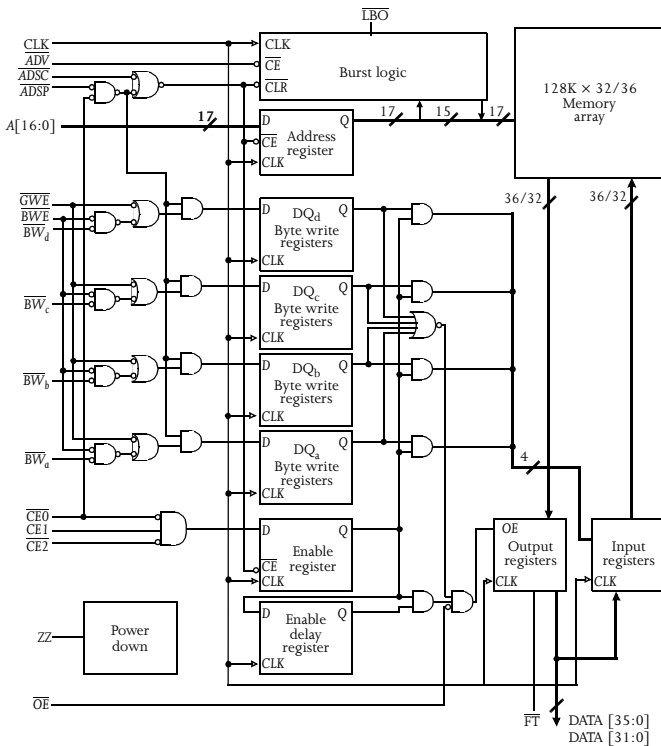 LBO
CLK
ADV
ADSC
ADSP
A[16:0]
17
CLK
CE
CLR
Burst logic
D
Q
Address
register
CE
CLK
17
15
17
128K × 32/36
Memory
array
36/32
36/32
GWE
BWE
BWd
D
DQd
Q
Byte write
registers
CLK
BWc
D
DQc
Q
Byte write
registers
CLK
BWb
D
DQb
Q
Byte write
registers
CLK
BWa
D
DQa
Q
Byte write
registers
CLK
4
CE0
CE1
CE2
D
Q
Enable
register
CE
CLK
OE
Output
registers
CLK
Input
registers
CLK
ZZ
Power
down
D
Q
Enable
delay
register
CLK
OE
FT
DATA [35:0]
DATA [31:0]